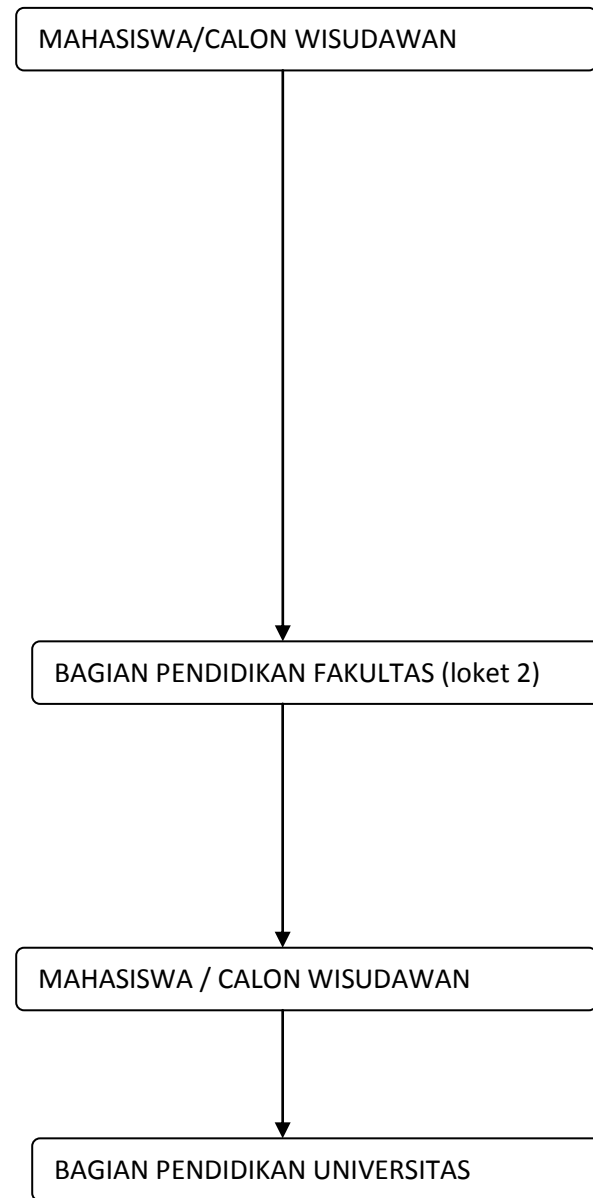 MAHASISWA/CALON WISUDAWAN
BAGIAN PENDIDIKAN FAKULTAS (loket 2)
MAHASISWA / CALON WISUDAWAN
BAGIAN PENDIDIKAN UNIVERSITAS